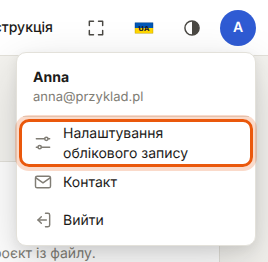 струкція
UA
A
Anna
anna@przyklad.pl
Налаштування
облікового запису
Контакт
Вийти
роєкт із файлу.